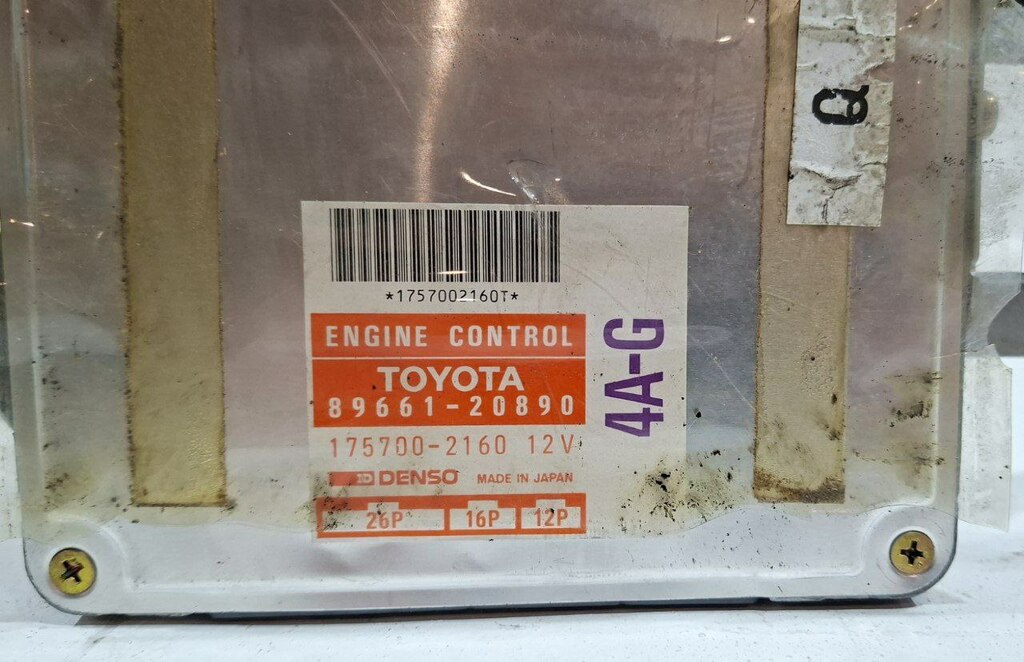 Q
*1757002160T*
ENGINE CONTROL
TOYOTA
89661-20890
175700-2160 12V
DENSO MADE IN JAPAN
26P 16P 12P
4A-G